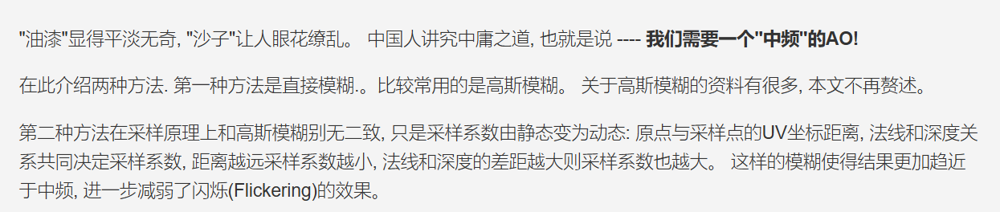 "油漆"显得平淡无奇, "沙子"让人眼花缭乱。 中国人讲究中庸之道, 也就是说 ---- 我们需要一个"中频"的AO!
在此介绍两种方法. 第一种方法是直接模糊.。比较常用的是高斯模糊。 关于高斯模糊的资料有很多, 本文不再赘述。
第二种方法在采样原理上和高斯模糊别无二致, 只是采样系数由静态变为动态: 原点与采样点的UV坐标距离, 法线和深度关
系共同决定采样系数, 距离越远采样系数越小, 法线和深度的差距越大则采样系数也越大。 这样的模糊使得结果更加趋近
于中频, 进一步减弱了闪烁(Flickering)的效果。